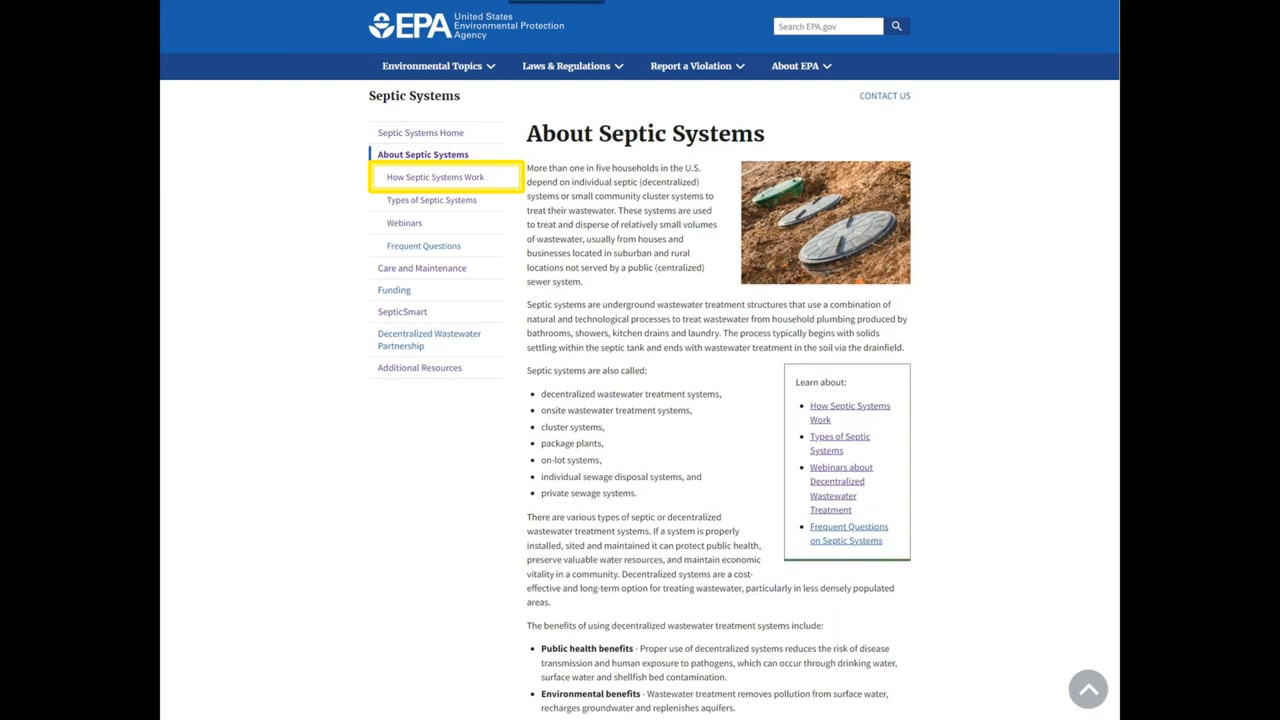 EPA
United States
Environmental Protection
Agency
Search EPA.gov
Environmental Topics
Laws & Regulations
Report a Violation
About EPA
Septic Systems
CONTACT US
Septic Systems Home
About Septic Systems
How Septic Systems Work
Types of Septic Systems
Webinars
Frequent Questions
Care and Maintenance
Funding
SepticSmart
Decentralized Wastewater
Partnership
Additional Resources
About Septic Systems
More than one in five households in the U.S.
depend on individual septic (decentralized)
systems or small community cluster systems to
treat their wastewater. These systems are used
to treat and disperse of relatively small volumes
of wastewater, usually from houses and
businesses located in suburban and rural
locations not served by a public (centralized)
sewer system.
Septic systems are underground wastewater treatment structures that use a combination of
natural and technological processes to treat wastewater from household plumbing produced by
bathrooms, showers, kitchen drains and laundry. The process typically begins with solids
settling within the septic tank and ends with wastewater treatment in the soil via the drainfield.
Septic systems are also called:
decentralized wastewater treatment systems,
onsite wastewater treatment systems,
cluster systems,
package plants,
on-lot systems,
individual sewage disposal systems, and
private sewage systems.
Learn about:
How Septic Systems
Work
Types of Septic
Systems
Webinars about
Decentralized
Wastewater
Treatment
Frequent Questions
on Septic Systems
There are various types of septic or decentralized
wastewater treatment systems. If a system is properly
installed, sited and maintained it can protect public health,
preserve valuable water resources, and maintain economic
vitality in a community. Decentralized systems are a cost-
effective and long-term option for treating wastewater, particularly in less densely populated
areas.
The benefits of using decentralized wastewater treatment systems include:
Public health benefits - Proper use of decentralized systems reduces the risk of disease
transmission and human exposure to pathogens, which can occur through drinking water,
surface water and shellfish bed contamination.
Environmental benefits - Wastewater treatment removes pollution from surface water,
recharges groundwater and replenishes aquifers.